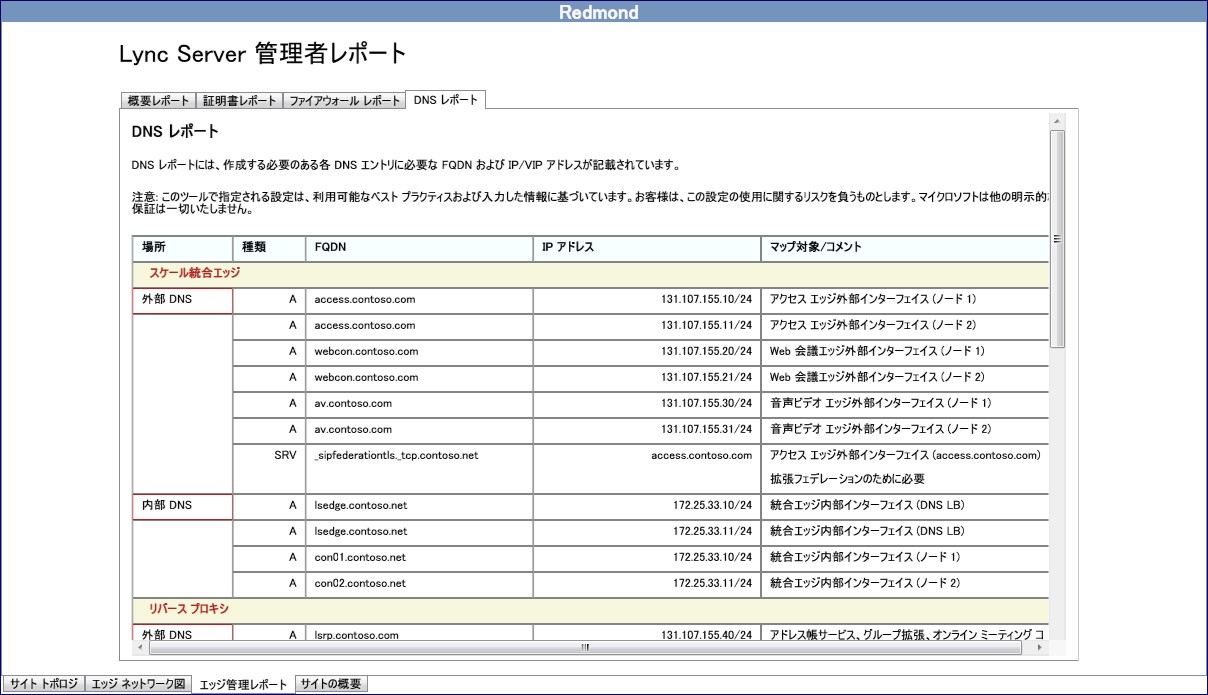 Redmond
Lync Server 管理者レポート
概要レポート 証明書レポート ファイアウォール レポート DNS レポート
DNS レポート
DNS レポートには、作成する必要のある各 DNS エントリに必要な FQDN および IP/VIP アドレスが記載されています。
注意: このツールで指定される設定は、利用可能なベスト プラクティスおよび入力した情報に基づいています。お客様は、この設定の使用に関するリスクを負うものとします。マイクロソフトは他の明示的
保証は一切いたしません。
場所 種類 FQDN IP アドレス マップ対象/コメント
スケール統合エッジ
外部 DNS A access.contoso.com 131.107.155.10/24 アクセス エッジ外部インターフェイス (ノード 1)
A access.contoso.com 131.107.155.11/24 アクセス エッジ外部インターフェイス (ノード 2)
A webcon.contoso.com 131.107.155.20/24 Web 会議エッジ外部インターフェイス (ノード 1)
A webcon.contoso.com 131.107.155.21/24 Web 会議エッジ外部インターフェイス (ノード 2)
A av.contoso.com 131.107.155.30/24 音声ビデオ エッジ外部インターフェイス (ノード 1)
A av.contoso.com 131.107.155.31/24 音声ビデオ エッジ外部インターフェイス (ノード 2)
SRV _sipfederationtls._tcp.contoso.net access.contoso.com アクセス エッジ外部インターフェイス (access.contoso.com)
拡張フェデレーションのために必要
内部 DNS A lsedge.contoso.net 172.25.33.10/24 統合エッジ内部インターフェイス (DNS LB)
A lsedge.contoso.net 172.25.33.11/24 統合エッジ内部インターフェイス (DNS LB)
A con01.contoso.net 172.25.33.10/24 統合エッジ内部インターフェイス (ノード 1)
A con02.contoso.net 172.25.33.11/24 統合エッジ内部インターフェイス (ノード 2)
リバース プロキシ
外部 DNS A lsrp.contoso.com 131.107.155.40/24 アドレス帳サービス、グループ拡張、オンライン ミーティング コ
サイト トポロジ エッジ ネットワーク図 エッジ管理レポート サイトの概要